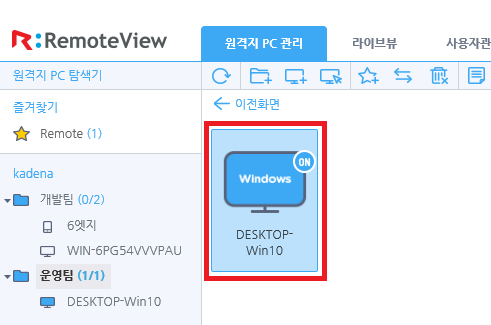 RemoteView
원격지 PC 관리
라이브뷰
사용자관
원격지 PC 탐색기
이전화면
즐겨찾기
Remote (1)
kadena
개발팀 (0/2)
6엣지
WIN-6PG54VVVPAU
운영팀 (1/1)
DESKTOP-Win10
ON
Windows
DESKTOP-
Win10